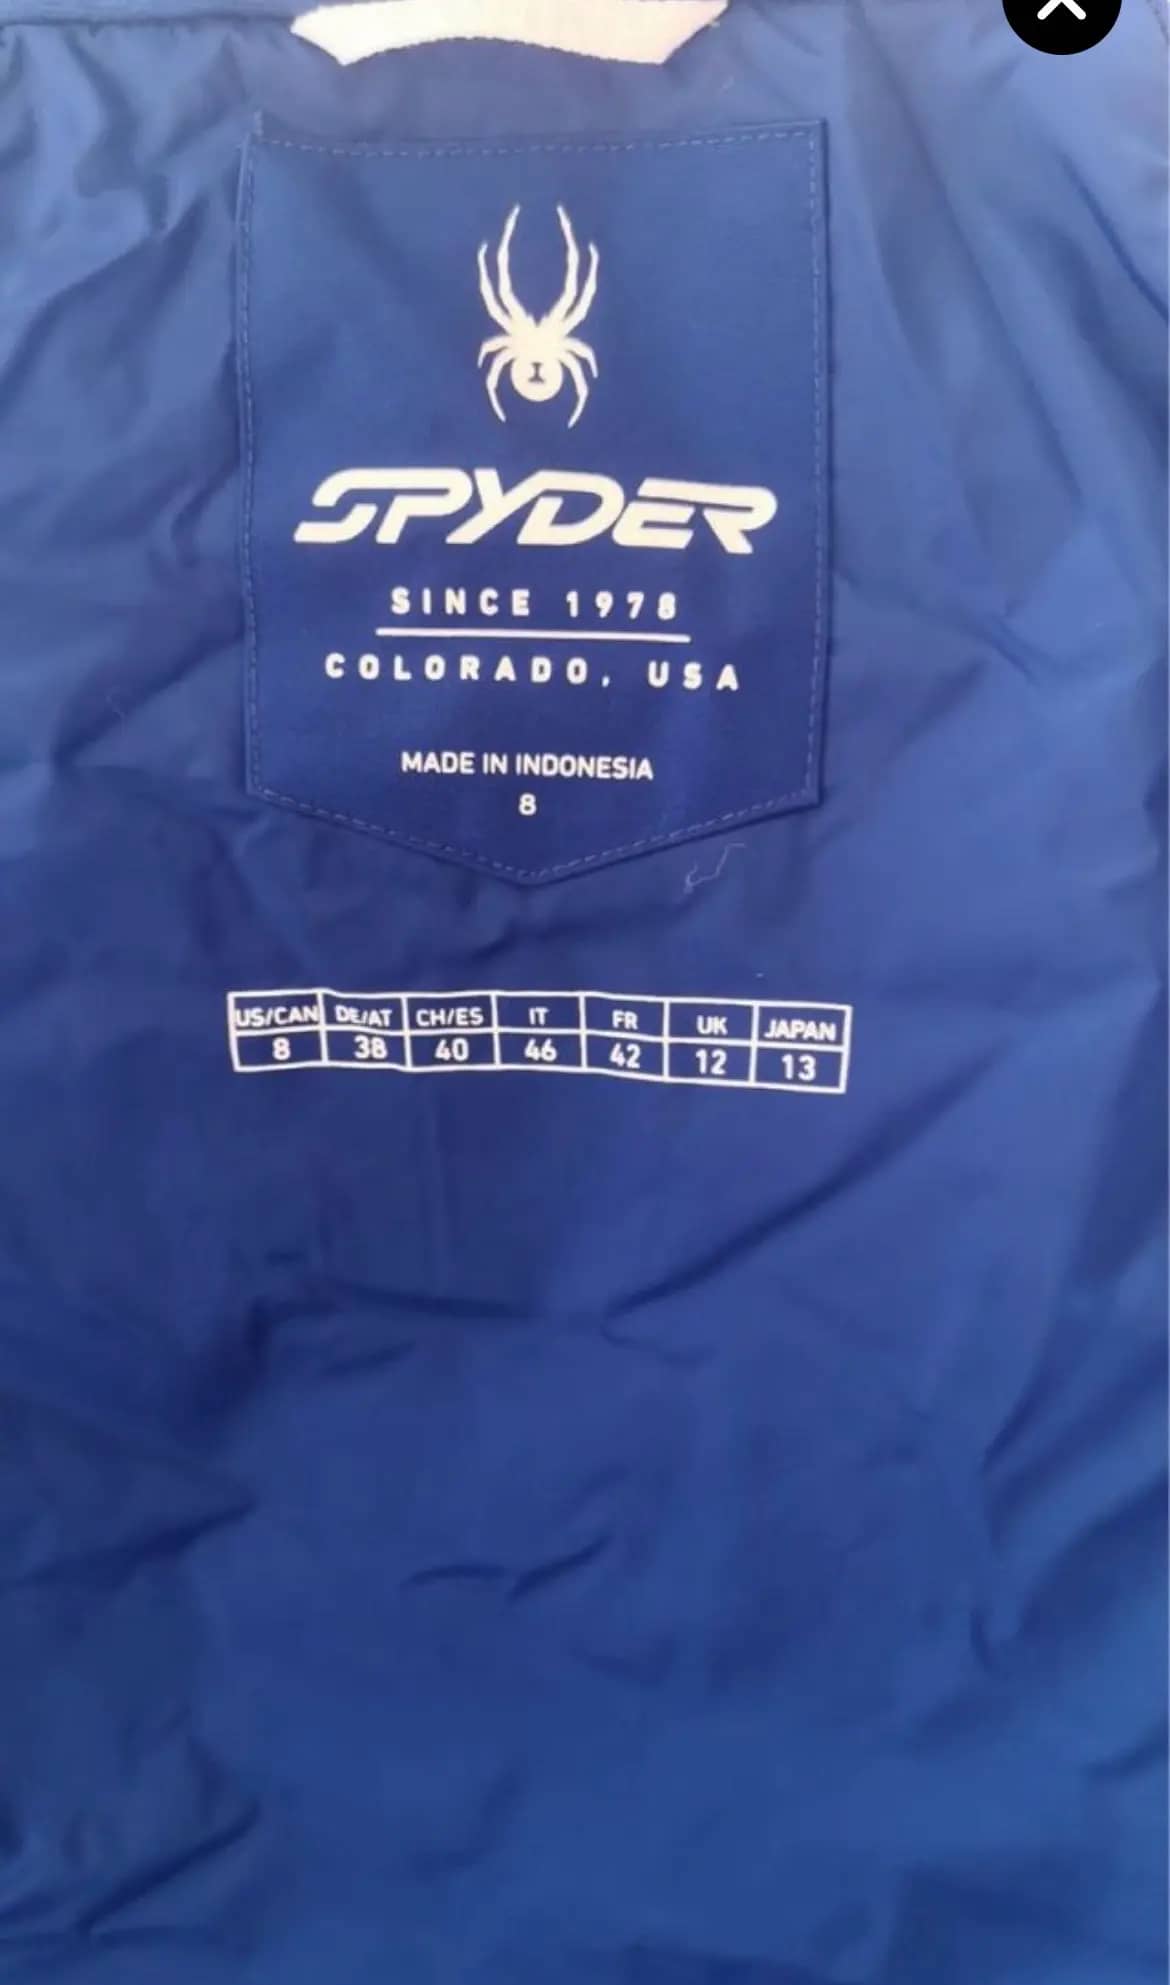 SPYDER
SINCE 1978
COLORADO, USA
MADE IN INDONESIA
8
US/CAN DE/AT CH/ES IT FR UK JAPAN
8 38 40 46 42 12 13